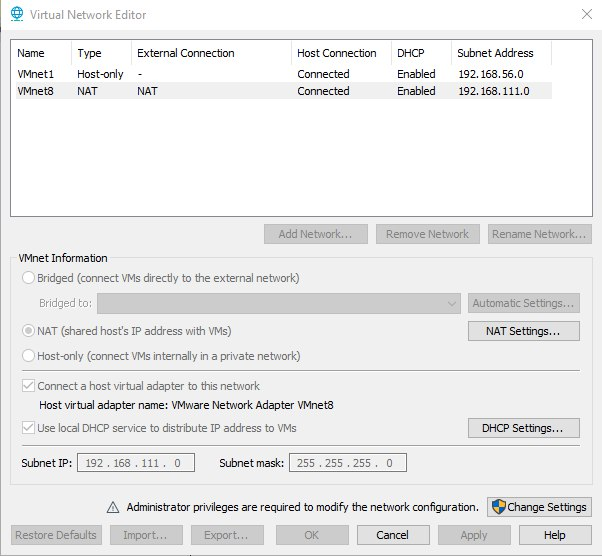 Virtual Network Editor
Name Type External Connection Host Connection DHCP Subnet Address
VMnet1 Host-only - Connected Enabled 192.168.56.0
VMnet8 NAT NAT Connected Enabled 192.168.111.0
Add Network... Remove Network Rename Network...
VMnet Information
Bridged (connect VMs directly to the external network)
Bridged to: Automatic Settings...
NAT (shared host's IP address with VMs) NAT Settings...
Host-only (connect VMs internally in a private network)
Connect a host virtual adapter to this network
Host virtual adapter name: VMware Network Adapter VMnet8
Use local DHCP service to distribute IP address to VMs DHCP Settings...
Subnet IP: 192 . 168 . 111 . 0 Subnet mask: 255 . 255 . 255 . 0
Administrator privileges are required to modify the network configuration. Change Settings
Restore Defaults Import... Export... OK Cancel Apply Help